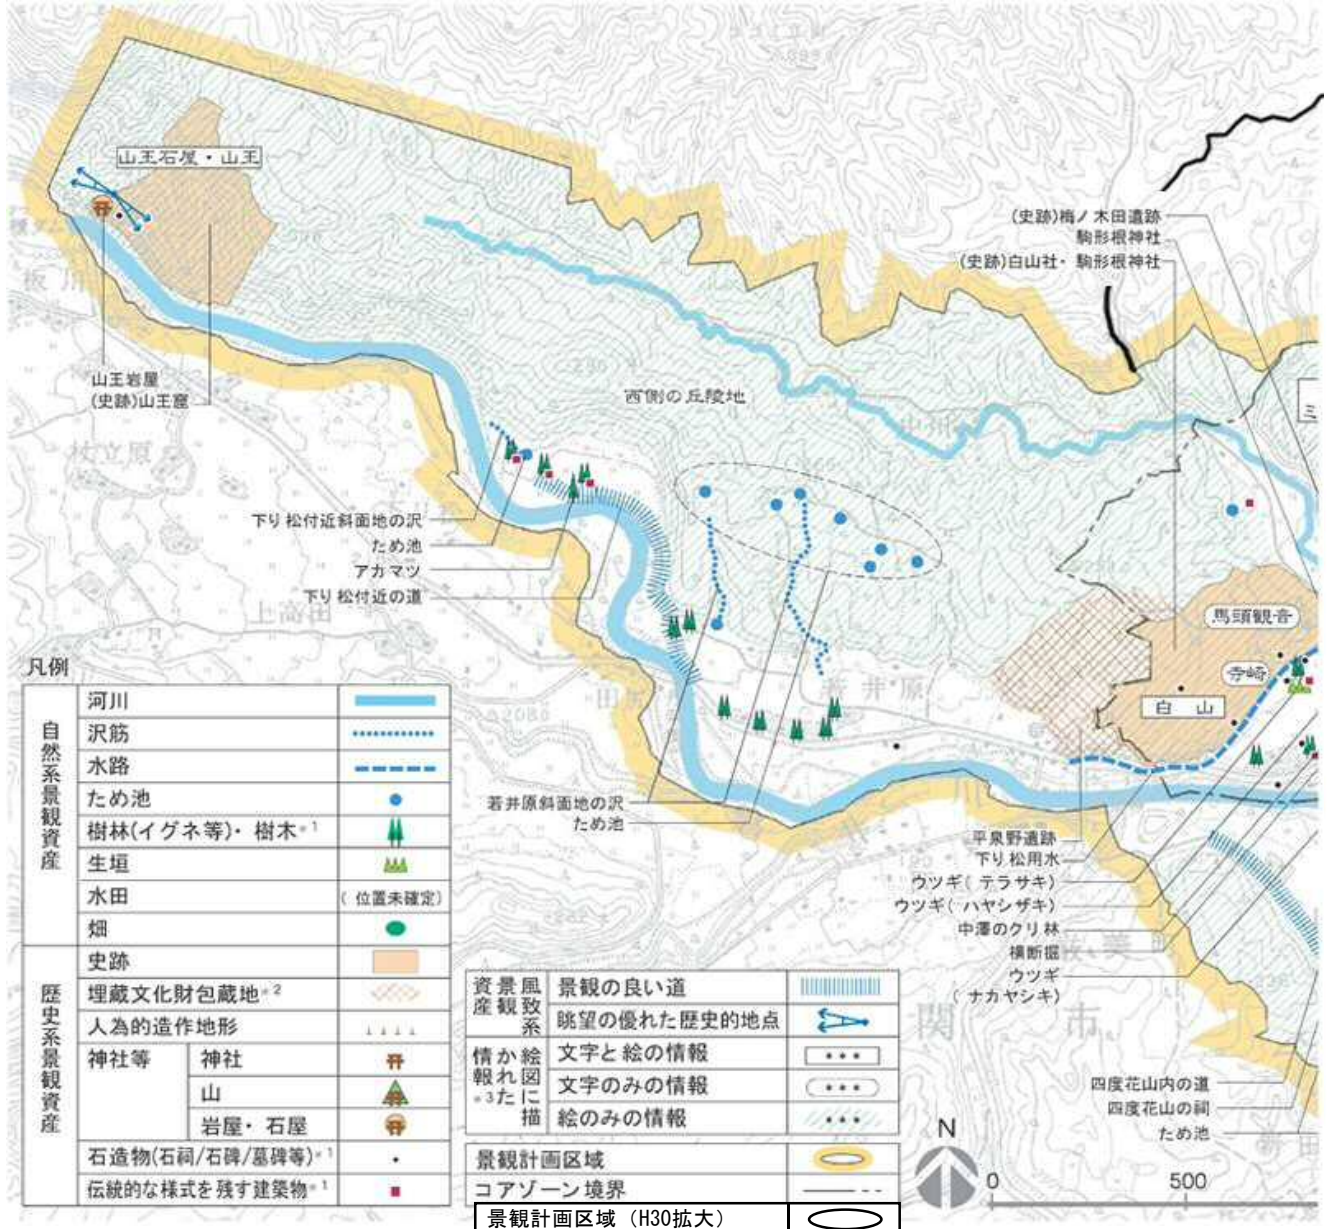 山王石屋・山王
(史跡)梅ノ木田遺跡
駒形根神社
(史跡)白山社・駒形根神社
山王岩屋
(史跡)山王窟
西側の丘陵地
下り松付近斜面地の沢
ため池
アカマツ
下り松付近の道
上高田
馬頭観音
寺崎
白山
若井原
若井原斜面地の沢
ため池
平泉野遺跡
下り松用水
ウツギ(テラサキ)
ウツギ(ハヤシザキ)
中澤のクリ林
横断掘
ウツギ
(ナカヤシキ)
関市
四度花山内の道
四度花山の祠
ため池
凡例
自然系景観資産
河川
沢筋
水路
ため池
樹林(イグネ等)・樹木*1
生垣
水田 (位置未確定)
畑
歴史系景観資産
史跡
埋蔵文化財包蔵地*2
人為的造作地形
神社等
神社
山
岩屋・石屋
石造物(石祠/石碑/墓碑等)*1
伝統的な様式を残す建築物*1
風致系景観資産
景観の良い道
眺望の優れた歴史的地点
絵図に描かれた情報*3
文字と絵の情報
文字のみの情報
絵のみの情報
景観計画区域
コアゾーン境界
景観計画区域(H30拡大)
N
0 500